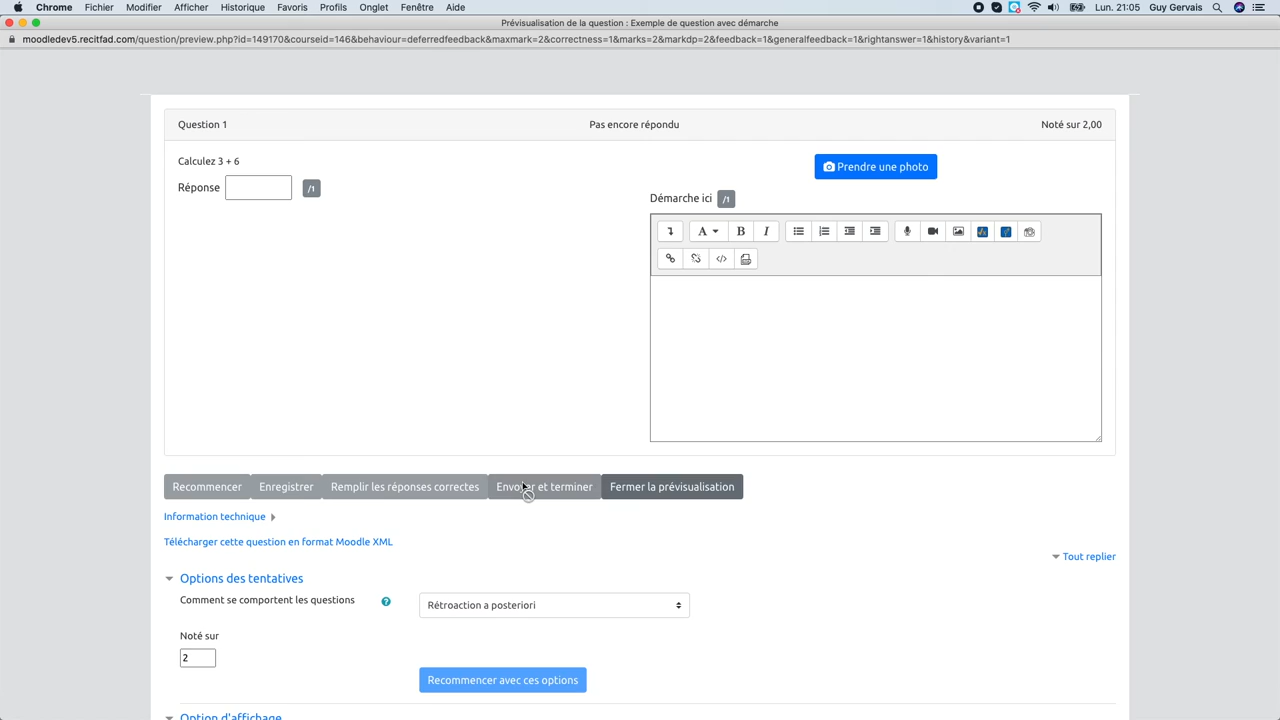 Chrome Fichier Modifier Afficher Historique Favoris Profils Onglet Fenêtre Aide Lun. 21:05 Guy Gervais
Prévisualisation de la question : Exemple de question avec démarche
moodledev5.recitfad.com/question/preview.php?id=149170&courseid=146&behaviour=deferredfeedback&maxmark=2&correctness=1&marks=2&markdp=2&feedback=1&generalfeedback=1&rightanswer=1&history&variant=1
Question 1 Pas encore répondu Noté sur 2,00
Calculez 3 + 6
Prendre une photo
Réponse /1
Démarche ici /1
A B I
</>
Recommencer Enregistrer Remplir les réponses correctes Envoyer et terminer Fermer la prévisualisation
Information technique
Télécharger cette question en format Moodle XML
Tout replier
Options des tentatives
Comment se comportent les questions ? Rétroaction a posteriori
Noté sur
2
Recommencer avec ces options
Option d'affichage